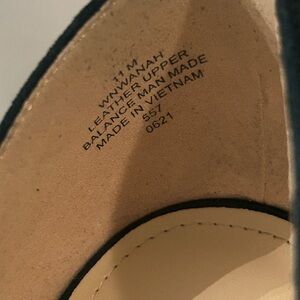 11 M
WNWANAH
LEATHER UPPER
BALANCE MAN MADE
MADE IN VIETNAM
557
0621